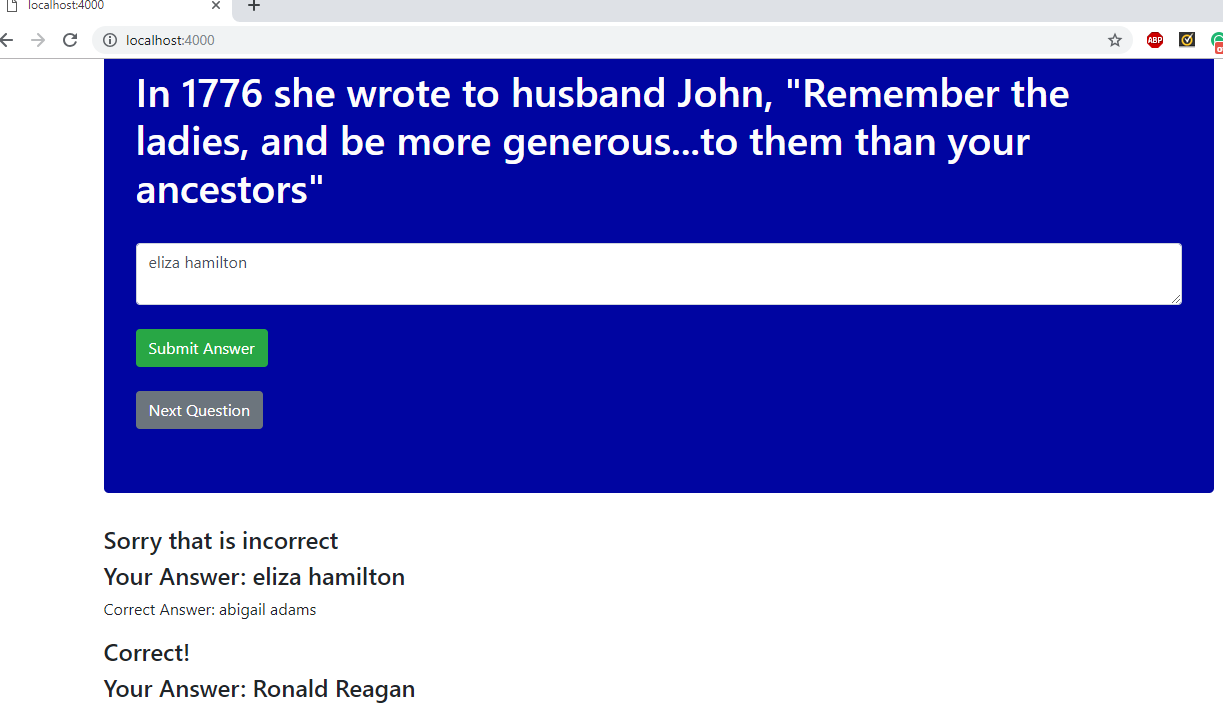 localhost:4000
localhost:4000
ABP
In 1776 she wrote to husband John, "Remember the
ladies, and be more generous...to them than your
ancestors"
eliza hamilton
Submit Answer
Next Question
Sorry that is incorrect
Your Answer: eliza hamilton
Correct Answer: abigail adams
Correct!
Your Answer: Ronald Reagan